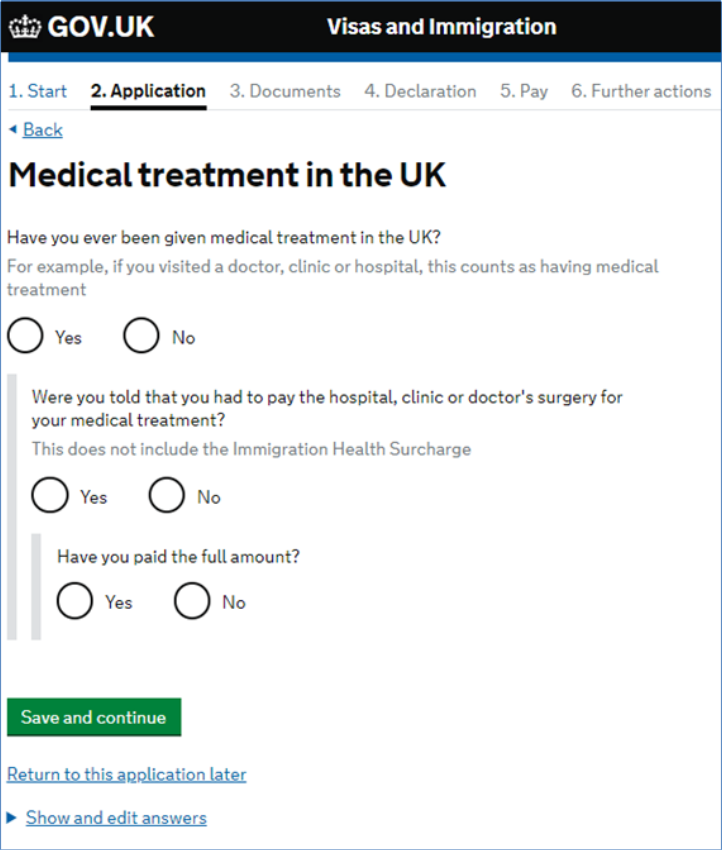 GOV.UK Visas and Immigration
1. Start 2. Application 3. Documents 4. Declaration 5. Pay 6. Further actions
Back
Medical treatment in the UK
Have you ever been given medical treatment in the UK?
For example, if you visited a doctor, clinic or hospital, this counts as having medical
treatment
Yes No
Were you told that you had to pay the hospital, clinic or doctor's surgery for
your medical treatment?
This does not include the Immigration Health Surcharge
Yes No
Have you paid the full amount?
Yes No
Save and continue
Return to this application later
Show and edit answers